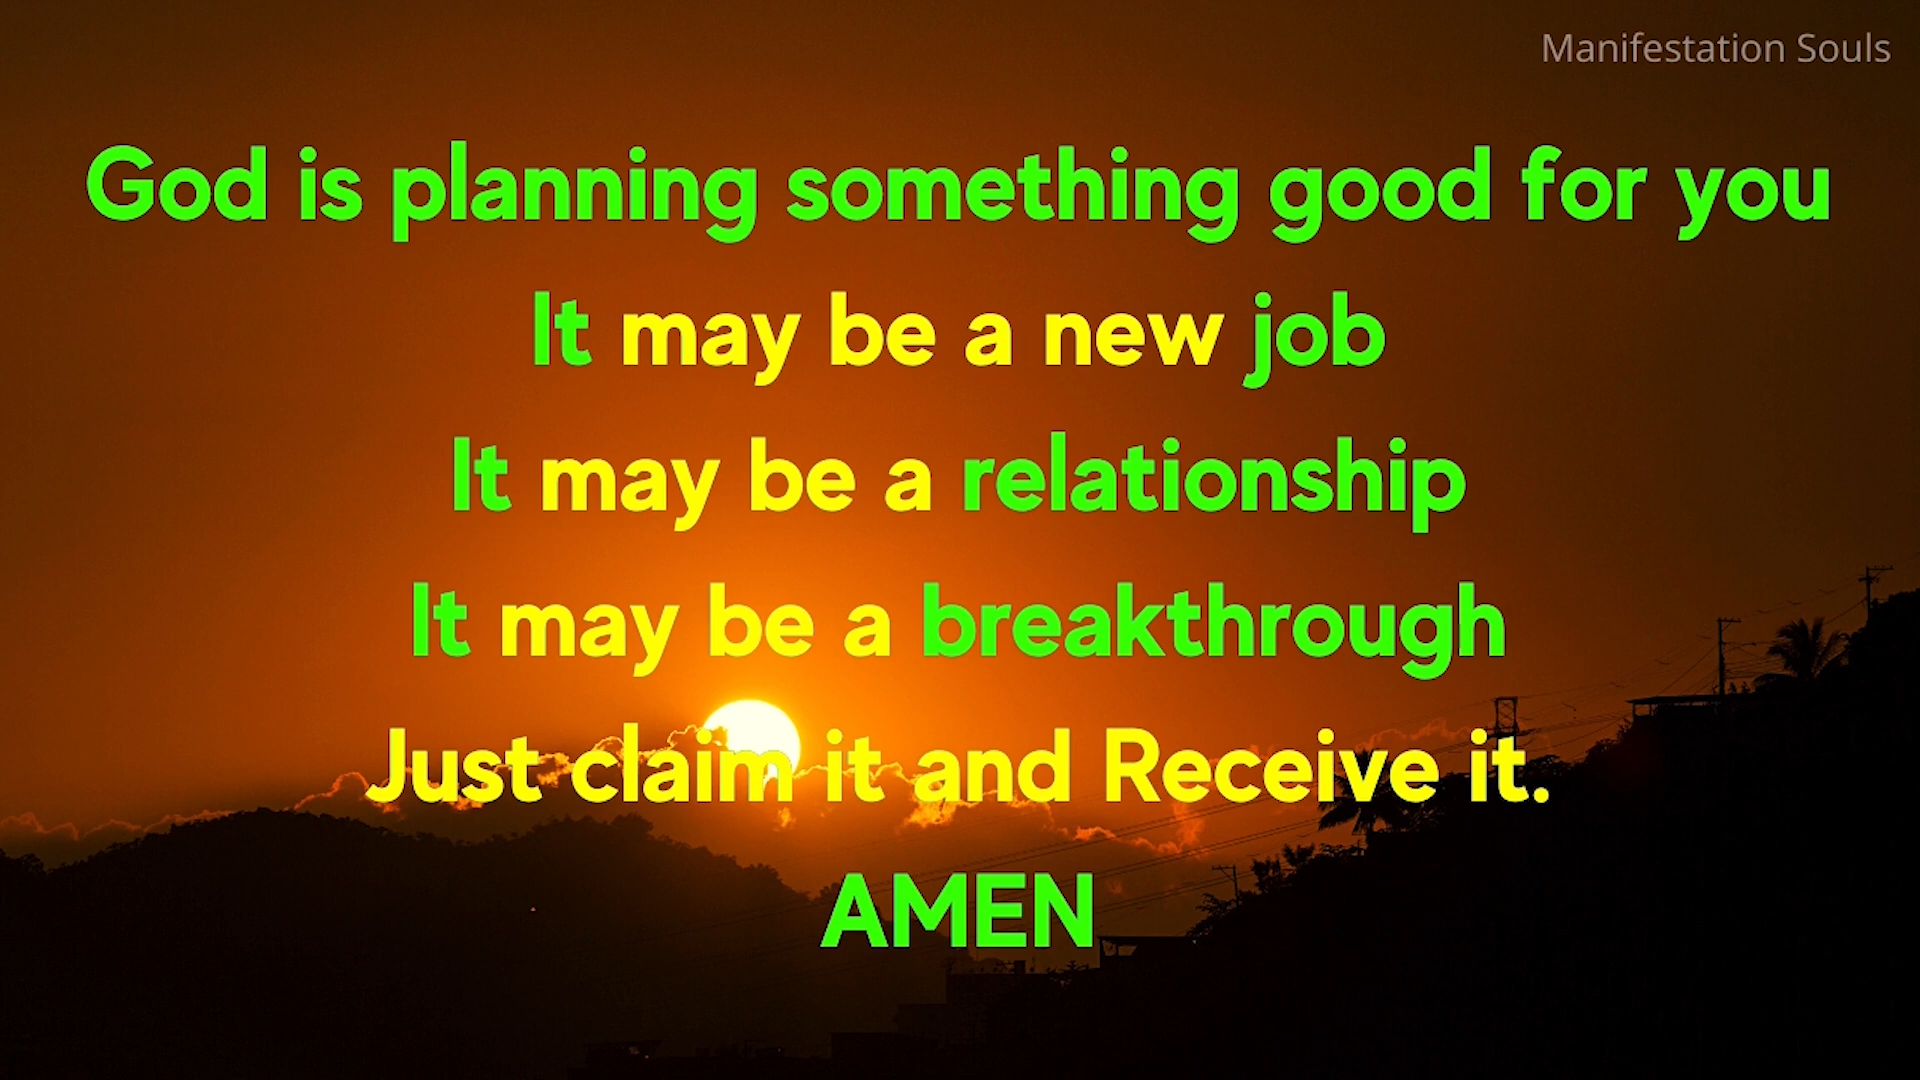 Manifestation Souls
God is planning something good for you
It may be a new job
It may be a relationship
It may be a breakthrough
Just claim it and Receive it.
AMEN